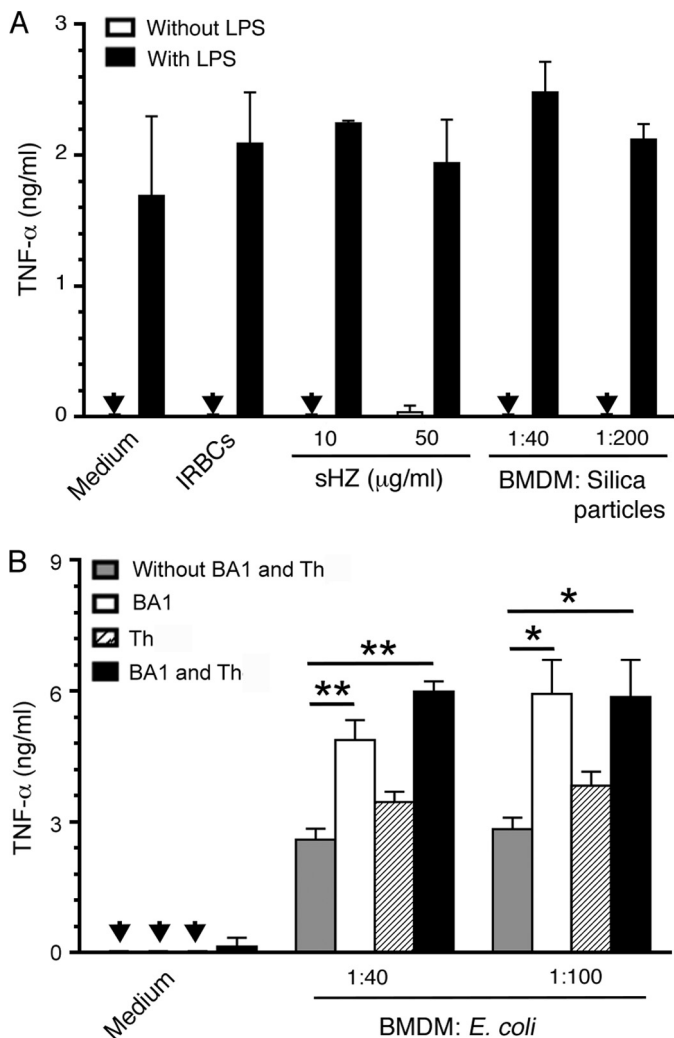 A
3
2
1
0
TNF-α (ng/ml)
Without LPS
With LPS
Medium
IRBCs
10 50
sHZ (μg/ml)
1:40 1:200
BMDM: Silica
particles
B
9
6
3
0
TNF-α (ng/ml)
Without BA1 and Th
BA1
Th
BA1 and Th
**
**
*
*
Medium
1:40 1:100
BMDM: E. coli